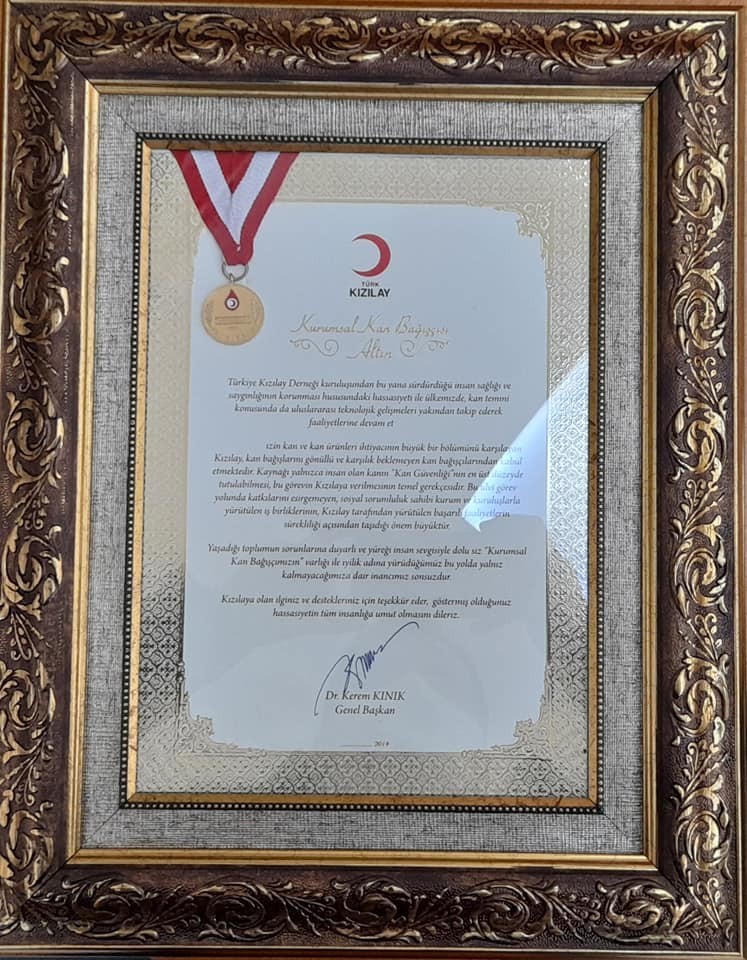 TÜRK
KIZILAY
Kurumsal Kan Bağışçısı
Altın
Türkiye Kızılay Derneği kuruluşundan bu yana sürdürdüğü insan sağlığı ve
saygınlığının korunması hususundaki hassasiyeti ile ülkemizde, kan temini
konusunda da uluslararası teknolojik gelişmeleri yakından takip ederek
faaliyetlerine devam et
izin kan ve kan ürünleri ihtiyacının büyük bir bölümünü karşılayan
Kızılay, kan bağışlarını gönüllü ve karşılık beklemeyen kan bağışçılarından kabul
etmektedir. Kaynağı yalnızca insan olan kanın "Kan Güvenliği"nin en üst düzeyde
tutulabilmesi, bu görevin Kızılaya verilmesinin temel gerekçesidir. Bu ulvi görev
yolunda katkılarını esirgemeyen, sosyal sorumluluk sahibi kurum ve kuruluşlarla
yürütülen iş birliklerinin, Kızılay tarafından yürütülen başarılı faaliyetlerin
sürekliliği açısından taşıdığı önem büyüktür.
Yaşadığı toplumun sorunlarına duyarlı ve yüreği insan sevgisiyle dolu siz "Kurumsal
Kan Bağışçımızın" varlığı ile iyilik adına yürüdüğümüz bu yolda yalnız
kalmayacağımıza dair inancımız sonsuzdur.
Kızılaya olan ilginiz ve destekleriniz için teşekkür eder, göstermiş olduğunuz
hassasiyetin tüm insanlığa umut olmasını dileriz.
Dr. Kerem KINIK
Genel Başkan
2019